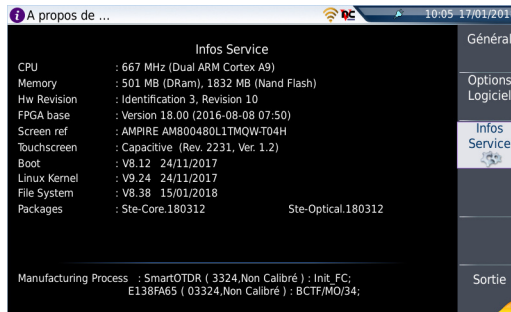 A propos de ...
10:05 17/01/201
Infos Service
CPU : 667 MHz (Dual ARM Cortex A9)
Memory : 501 MB (DRam), 1832 MB (Nand Flash)
Hw Revision : Identification 3, Revision 10
FPGA base : Version 18.00 (2016-08-08 07:50)
Screen ref : AMPIRE AM800480L1TMQW-T04H
Touchscreen : Capacitive (Rev. 2231, Ver. 1.2)
Boot : V8.12 24/11/2017
Linux Kernel : V9.24 24/11/2017
File System : V8.38 15/01/2018
Packages : Ste-Core.180312 Ste-Optical.180312
Manufacturing Process : SmartOTDR ( 3324,Non Calibré ) : Init_FC;
E138FA65 ( 03324,Non Calibré ) : BCTF/MO/34;
Général
Options
Logiciel
Infos
Service
Sortie